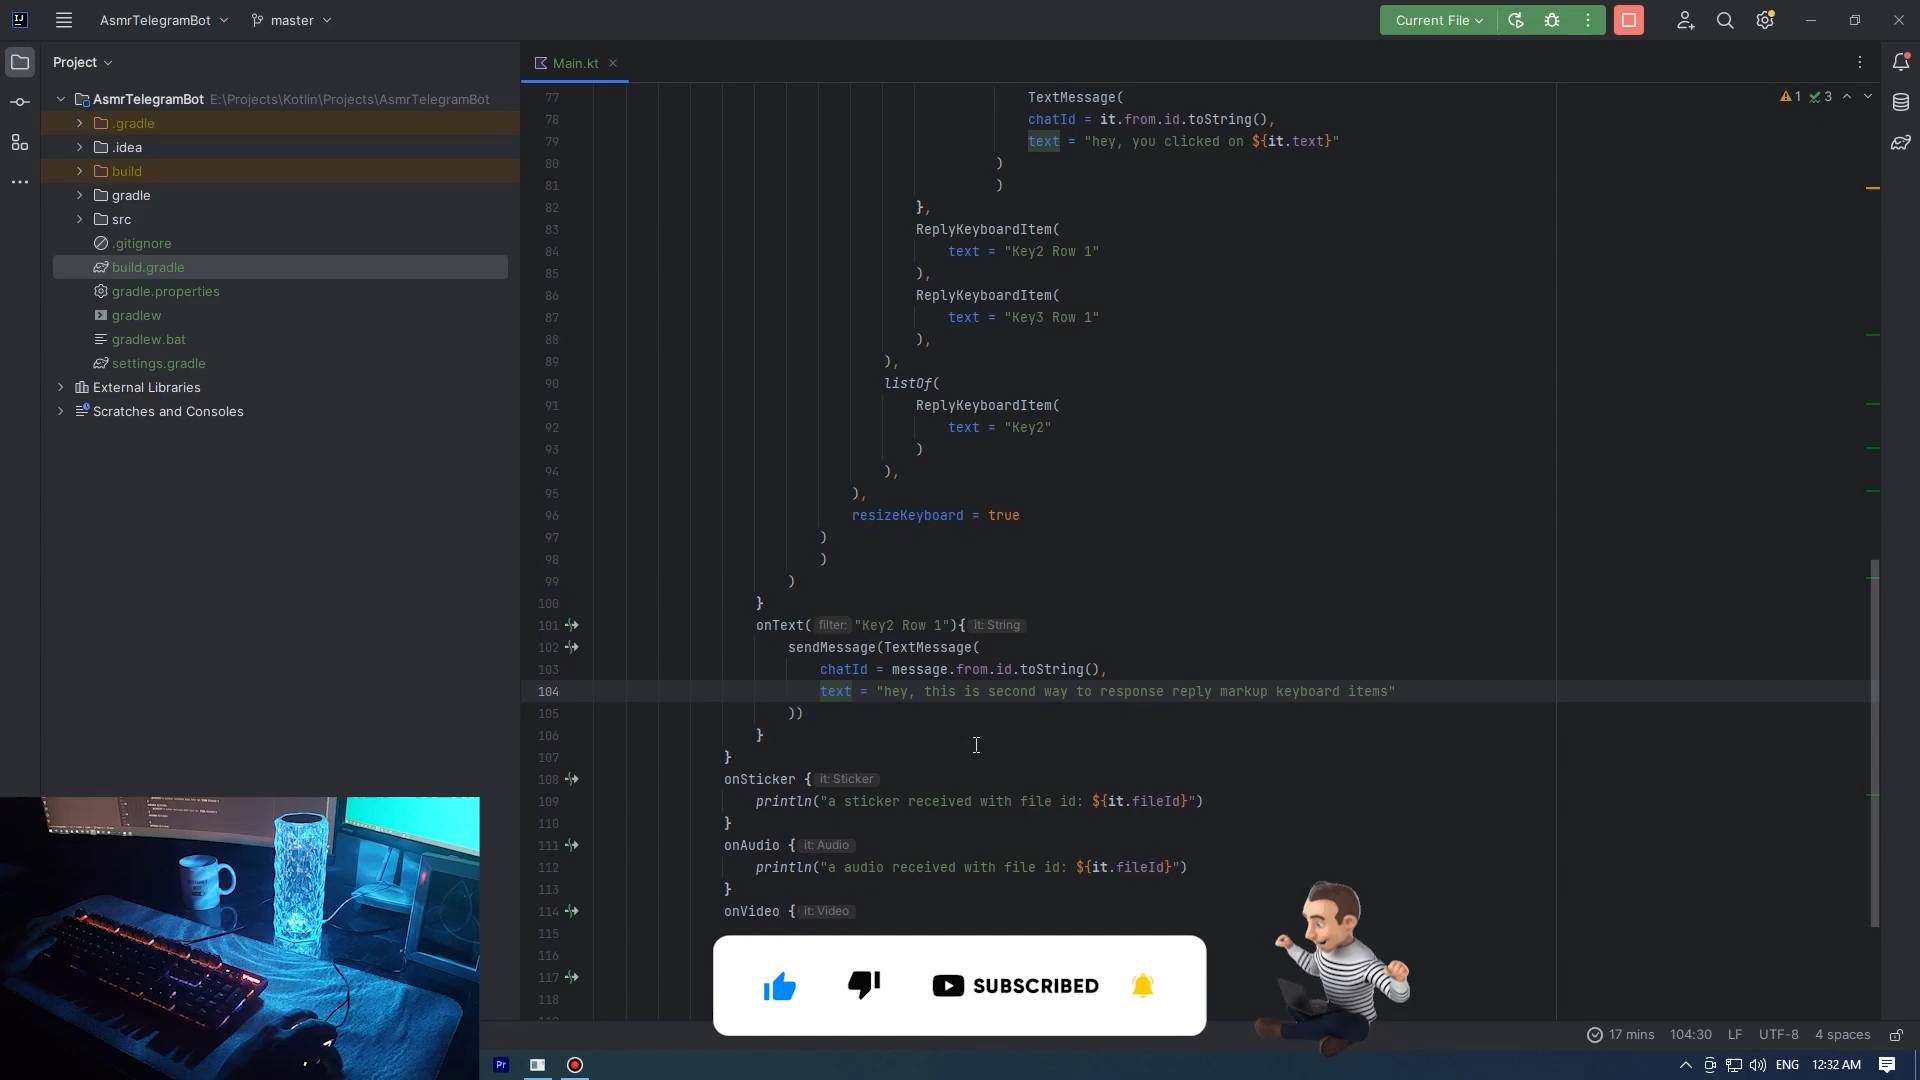 AsmrTelegramBot
master
Current File
Project
Main.kt
AsmrTelegramBot E:\Projects\Kotlin\Projects\AsmrTelegramBot
.gradle
.idea
build
gradle
src
.gitignore
build.gradle
gradle.properties
gradlew
gradlew.bat
settings.gradle
External Libraries
Scratches and Consoles
1 3
77 TextMessage(
78 chatId = it.from.id.toString(),
79 text = "hey, you clicked on ${it.text}"
80 )
81 )
82 },
83 ReplyKeyboardItem(
84 text = "Key2 Row 1"
85 ),
86 ReplyKeyboardItem(
87 text = "Key3 Row 1"
88 ),
89 ),
90 listOf(
91 ReplyKeyboardItem(
92 text = "Key2"
93 )
94 ),
95 ),
96 resizeKeyboard = true
97 )
98 )
99 )
100 }
101 onText( filter: "Key2 Row 1"){ it: String
102 sendMessage(TextMessage(
103 chatId = message.from.id.toString(),
104 text = "hey, this is second way to response reply markup keyboard items"
105 ))
106 }
107 }
108 onSticker { it: Sticker
109 println("a sticker received with file id: ${it.fileId}")
110 }
111 onAudio { it: Audio
112 println("a audio received with file id: ${it.fileId}")
113 }
114 onVideo { it: Video
115
116
117
118
SUBSCRIBED
17 mins 104:30 LF UTF-8 4 spaces
Pr
ENG 12:32 AM